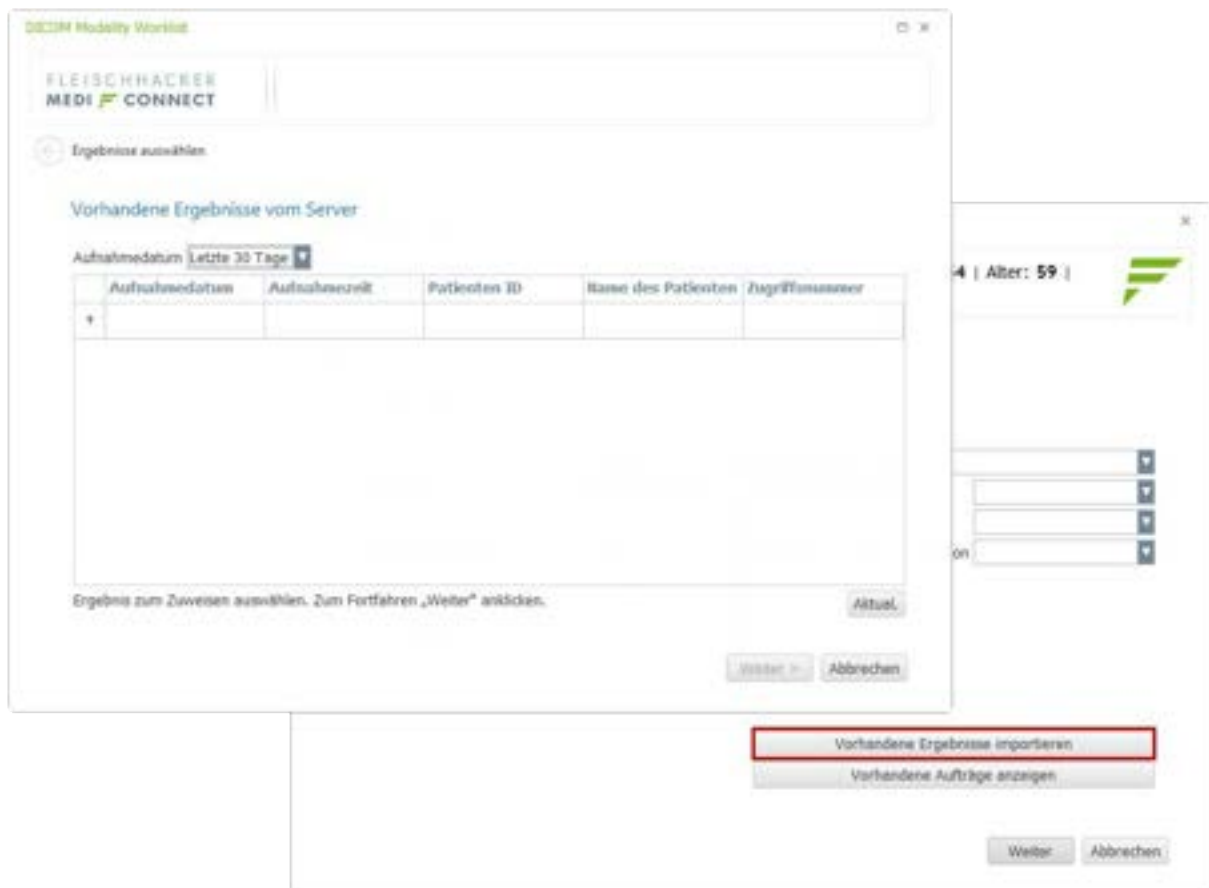 DICOM Modality Worklist
FLEISCHHACKER
MEDI CONNECT
Ergebnisse auswählen
Vorhandene Ergebnisse vom Server
Aufnahmedatum Letzte 30 Tage
Aufnahmedatum Aufnahmezeit Patienten ID Name des Patienten Zugriffsnummer
Ergebnis zum Zuweisen auswählen. Zum Fortfahren „Weiter" anklicken.
Aktual.
Weiter > Abbrechen
4 | Alter: 59 |
on
Vorhandene Ergebnisse importieren
Vorhandene Aufträge anzeigen
Weiter Abbrechen